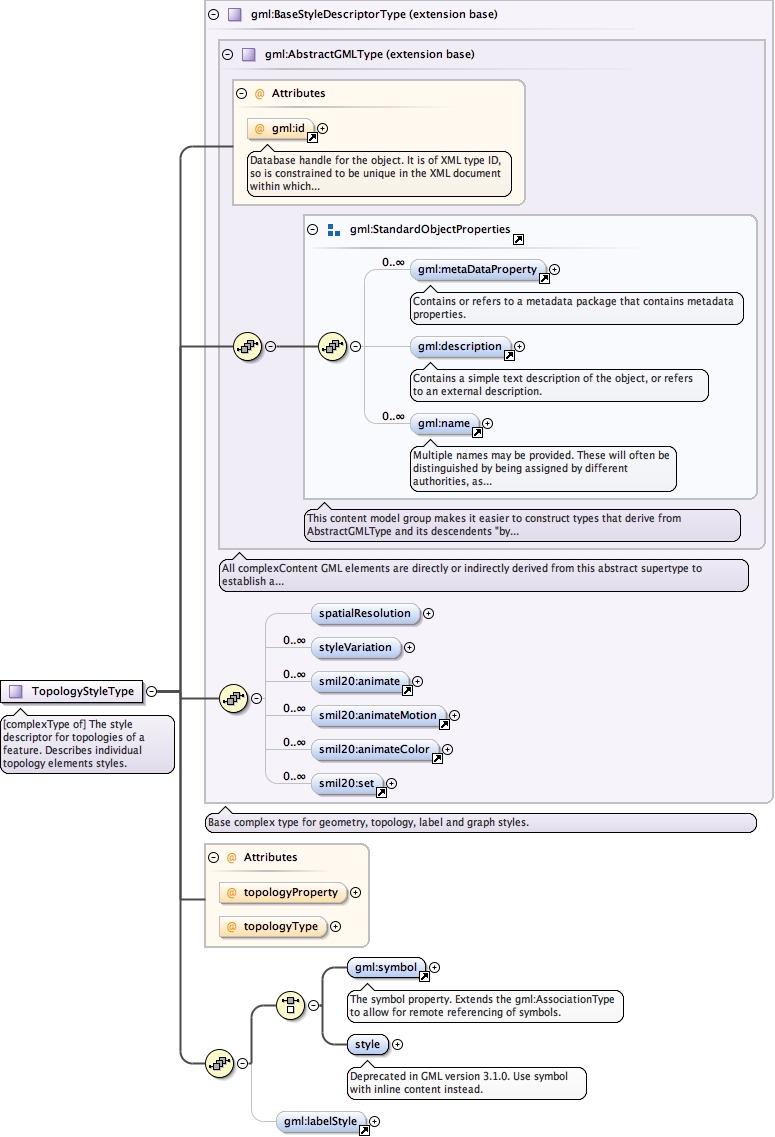 gml:BaseStyleDescriptorType (extension base)
gml:AbstractGMLType (extension base)
@ Attributes
@ gml:id
Database handle for the object. It is of XML type ID,
so is constrained to be unique in the XML document
within which...
gml:StandardObjectProperties
0..∞
gml:metaDataProperty
Contains or refers to a metadata package that contains metadata
properties.
gml:description
Contains a simple text description of the object, or refers
to an external description.
0..∞
gml:name
Multiple names may be provided. These will often be
distinguished by being assigned by different
authorities, as...
This content model group makes it easier to construct types that derive from
AbstractGMLType and its descendents "by...
All complexContent GML elements are directly or indirectly derived from this abstract supertype to
establish a...
spatialResolution
0..∞
styleVariation
0..∞
smil20:animate
0..∞
smil20:animateMotion
0..∞
smil20:animateColor
0..∞
smil20:set
TopologyStyleType
[complexType of] The style
descriptor for topologies of a
feature. Describes individual
topology elements styles.
Base complex type for geometry, topology, label and graph styles.
@ Attributes
@ topologyProperty
@ topologyType
gml:symbol
The symbol property. Extends the gml:AssociationType
to allow for remote referencing of symbols.
style
Deprecated in GML version 3.1.0. Use symbol
with inline content instead.
gml:labelStyle